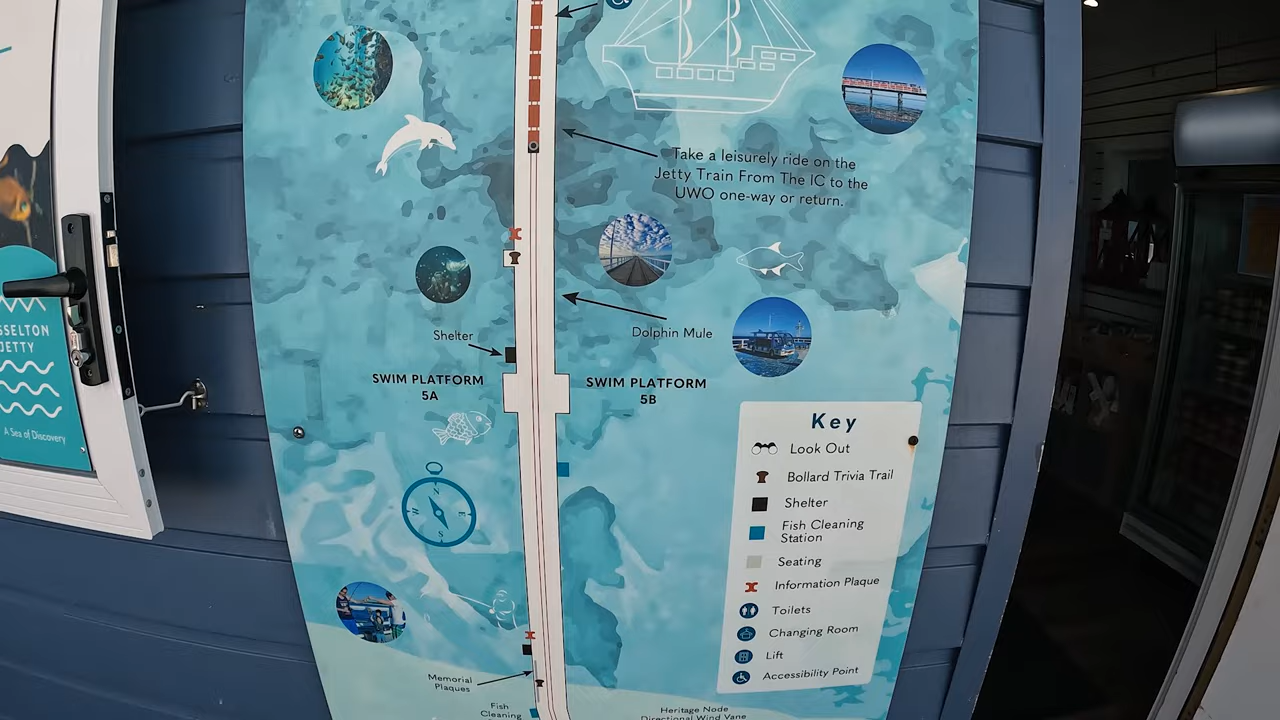 Take a leisurely ride on the
Jetty Train From The IC to the
UWO one-way or return.
Shelter
Dolphin Mule
SWIM PLATFORM
5A
SWIM PLATFORM
5B
SSELTON
JETTY
A Sea of Discovery
N
W
E
S
Key
Look Out
Bollard Trivia Trail
Shelter
Fish Cleaning
Station
Seating
Information Plaque
Toilets
Changing Room
Lift
Accessibility Point
Memorial
Plaques
Fish
Cleaning
Heritage Node
Directional Wind Vane